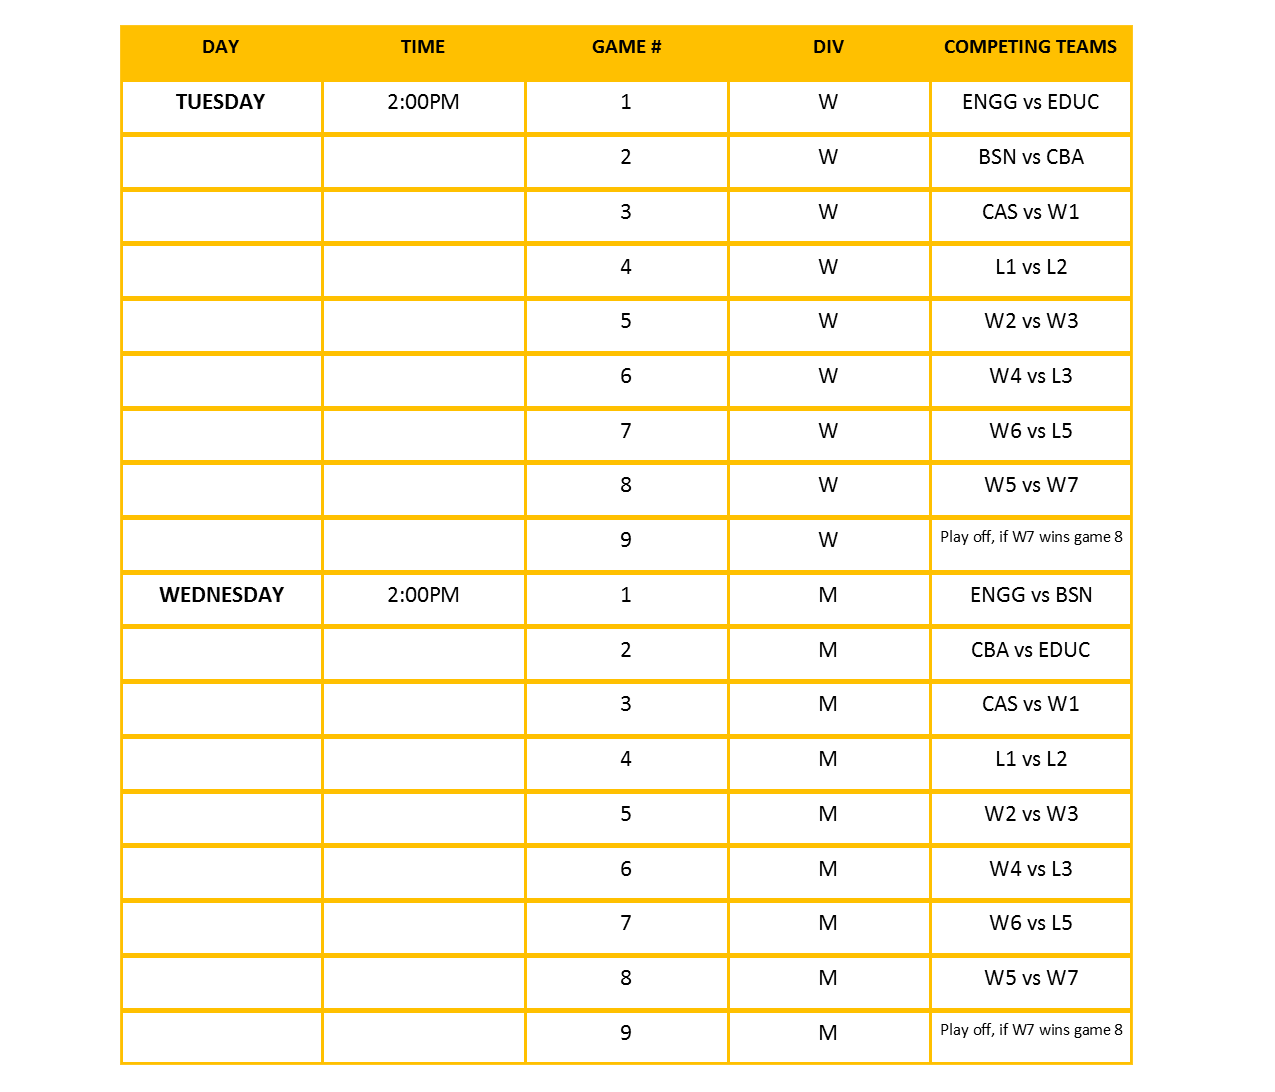 DAY TIME GAME # DIV COMPETING TEAMS
TUESDAY 2:00PM 1 W ENGG vs EDUC
2 W BSN vs CBA
3 W CAS vs W1
4 W L1 vs L2
5 W W2 vs W3
6 W W4 vs L3
7 W W6 vs L5
8 W W5 vs W7
9 W Play off, if W7 wins game 8
WEDNESDAY 2:00PM 1 M ENGG vs BSN
2 M CBA vs EDUC
3 M CAS vs W1
4 M L1 vs L2
5 M W2 vs W3
6 M W4 vs L3
7 M W6 vs L5
8 M W5 vs W7
9 M Play off, if W7 wins game 8